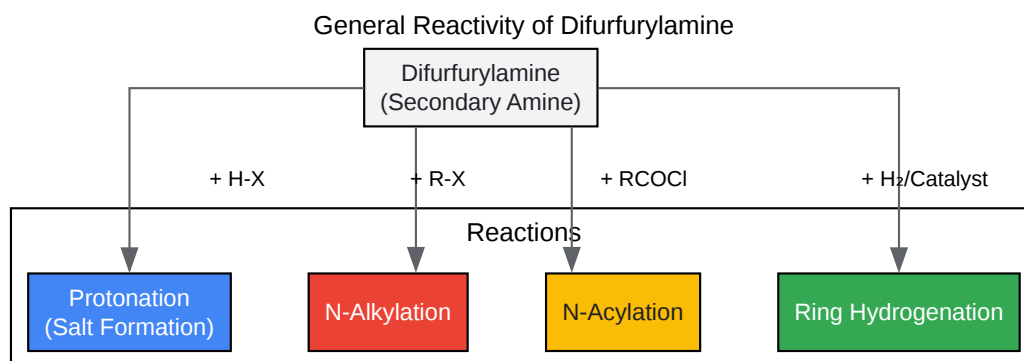 General Reactivity of Difurfurylamine
Difurfurylamine
(Secondary Amine)
+ H-X
+ R-X
+ RCOCl
+ H₂/Catalyst
Reactions
Protonation
(Salt Formation)
N-Alkylation
N-Acylation
Ring Hydrogenation